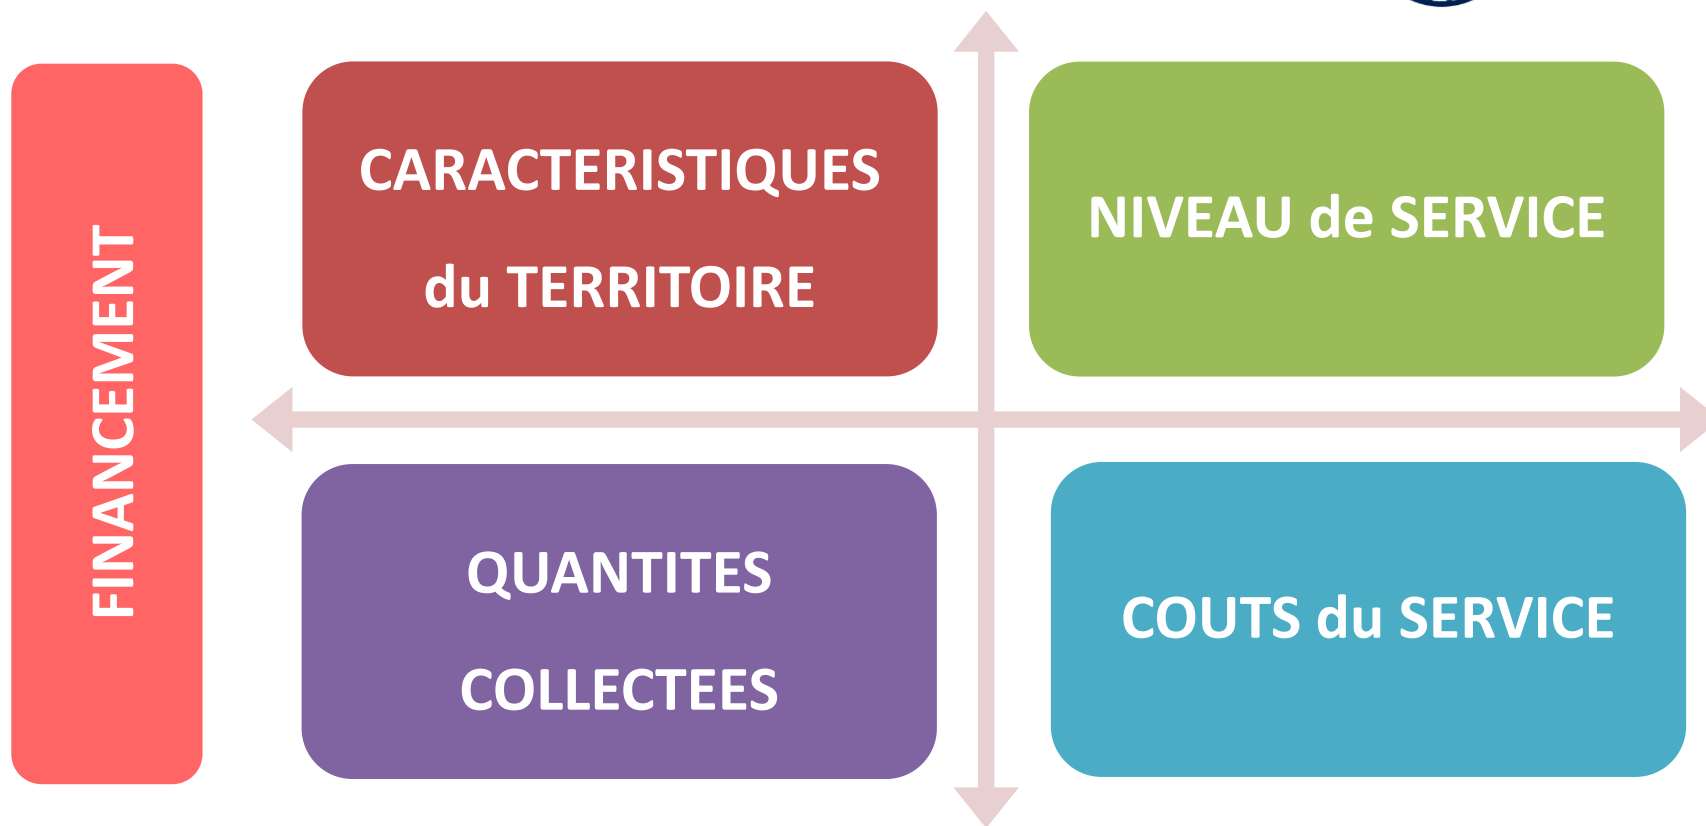 FINANCEMENT
CARACTERISTIQUES
du TERRITOIRE
NIVEAU de SERVICE
QUANTITES
COLLECTEES
COUTS du SERVICE